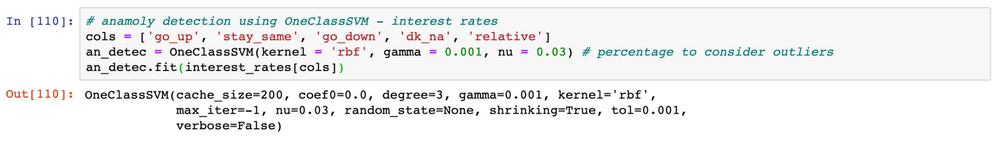 In [110]: # anamoly detection using OneClassSVM - interest rates
cols = ['go_up', 'stay_same', 'go_down', 'dk_na', 'relative']
an_detec = OneClassSVM(kernel = 'rbf', gamma = 0.001, nu = 0.03) # percentage to consider outliers
an_detec.fit(interest_rates[cols])
Out[110]: OneClassSVM(cache_size=200, coef0=0.0, degree=3, gamma=0.001, kernel='rbf',
max_iter=-1, nu=0.03, random_state=None, shrinking=True, tol=0.001,
verbose=False)